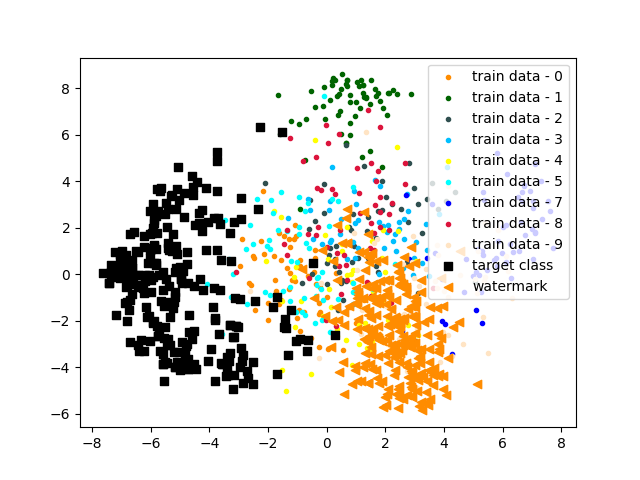 8
6
4
2
0
−2
−4
−6
−8 −6 −4 −2 0 2 4 6 8
train data - 0
train data - 1
train data - 2
train data - 3
train data - 4
train data - 5
train data - 7
train data - 8
train data - 9
target class
watermark